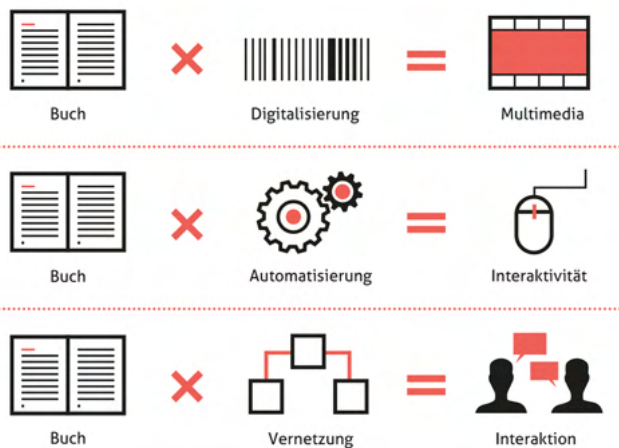 Buch × Digitalisierung = Multimedia
Buch × Automatisierung = Interaktivität
Buch × Vernetzung = Interaktion